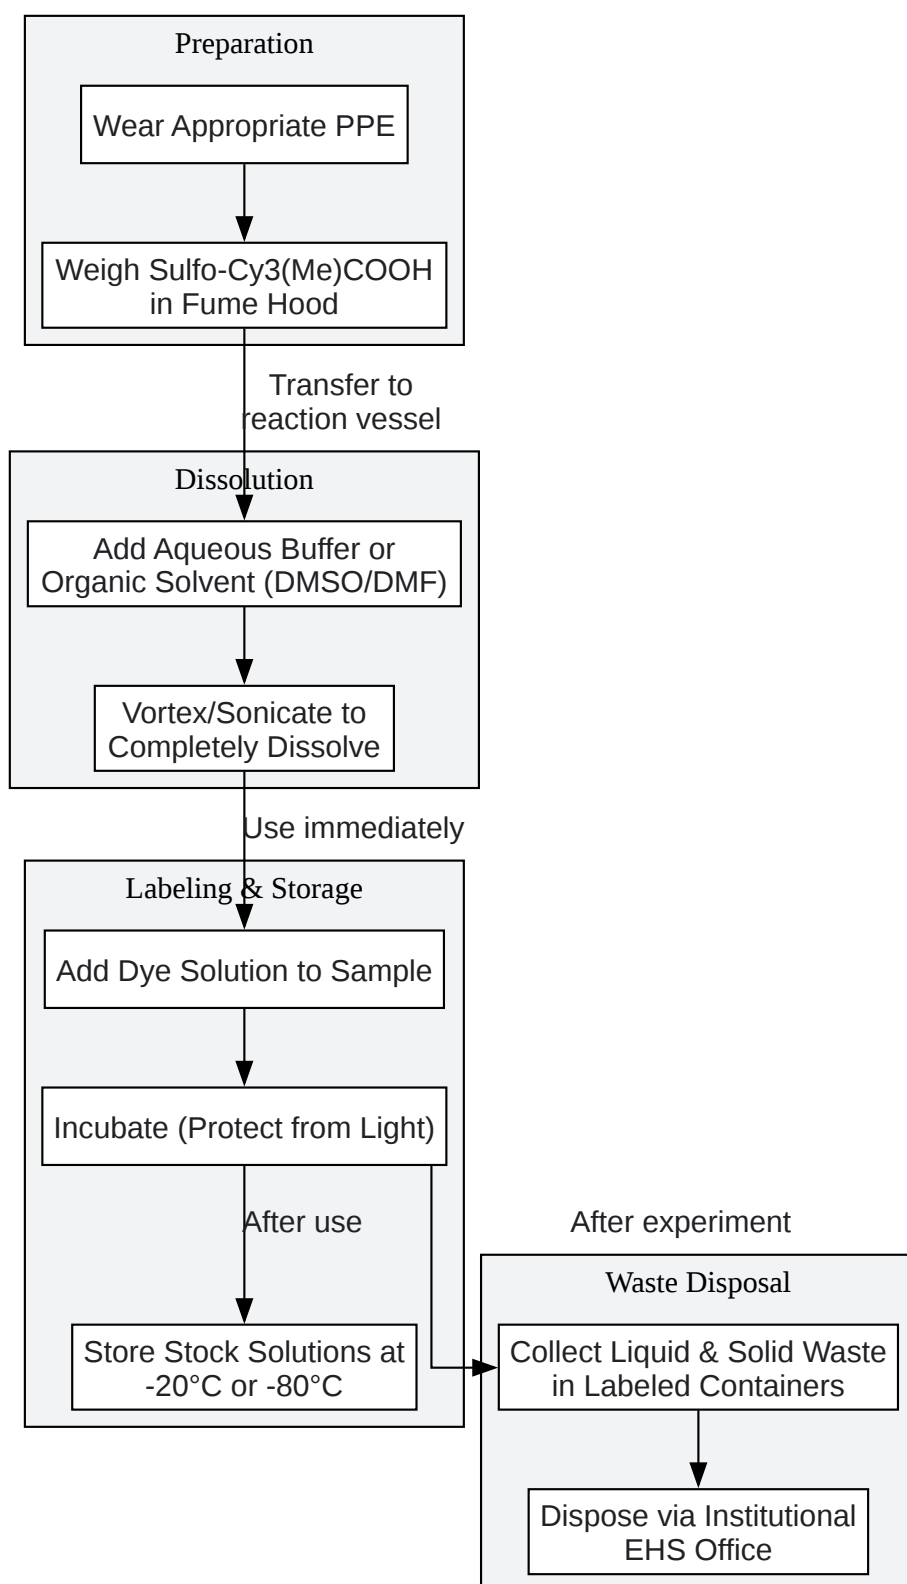 Preparation
Wear Appropriate PPE
Weigh Sulfo-Cy3(Me)COOH
in Fume Hood
Transfer to
reaction vessel
Dissolution
Add Aqueous Buffer or
Organic Solvent (DMSO/DMF)
Vortex/Sonicate to
Completely Dissolve
Use immediately
Labeling & Storage
Add Dye Solution to Sample
Incubate (Protect from Light)
After use
After experiment
Store Stock Solutions at
-20°C or -80°C
Waste Disposal
Collect Liquid & Solid Waste
in Labeled Containers
Dispose via Institutional
EHS Office